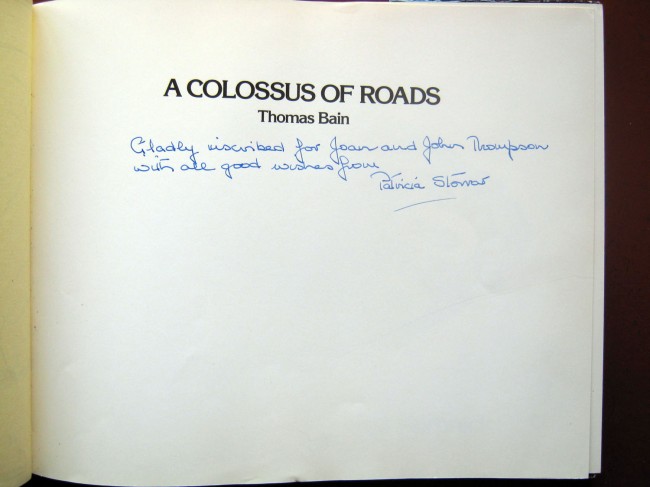 A COLOSSUS OF ROADS
Thomas Bain
Gladly inscribed for Joan and John Thompson
with all good wishes from
Patricia Storrar